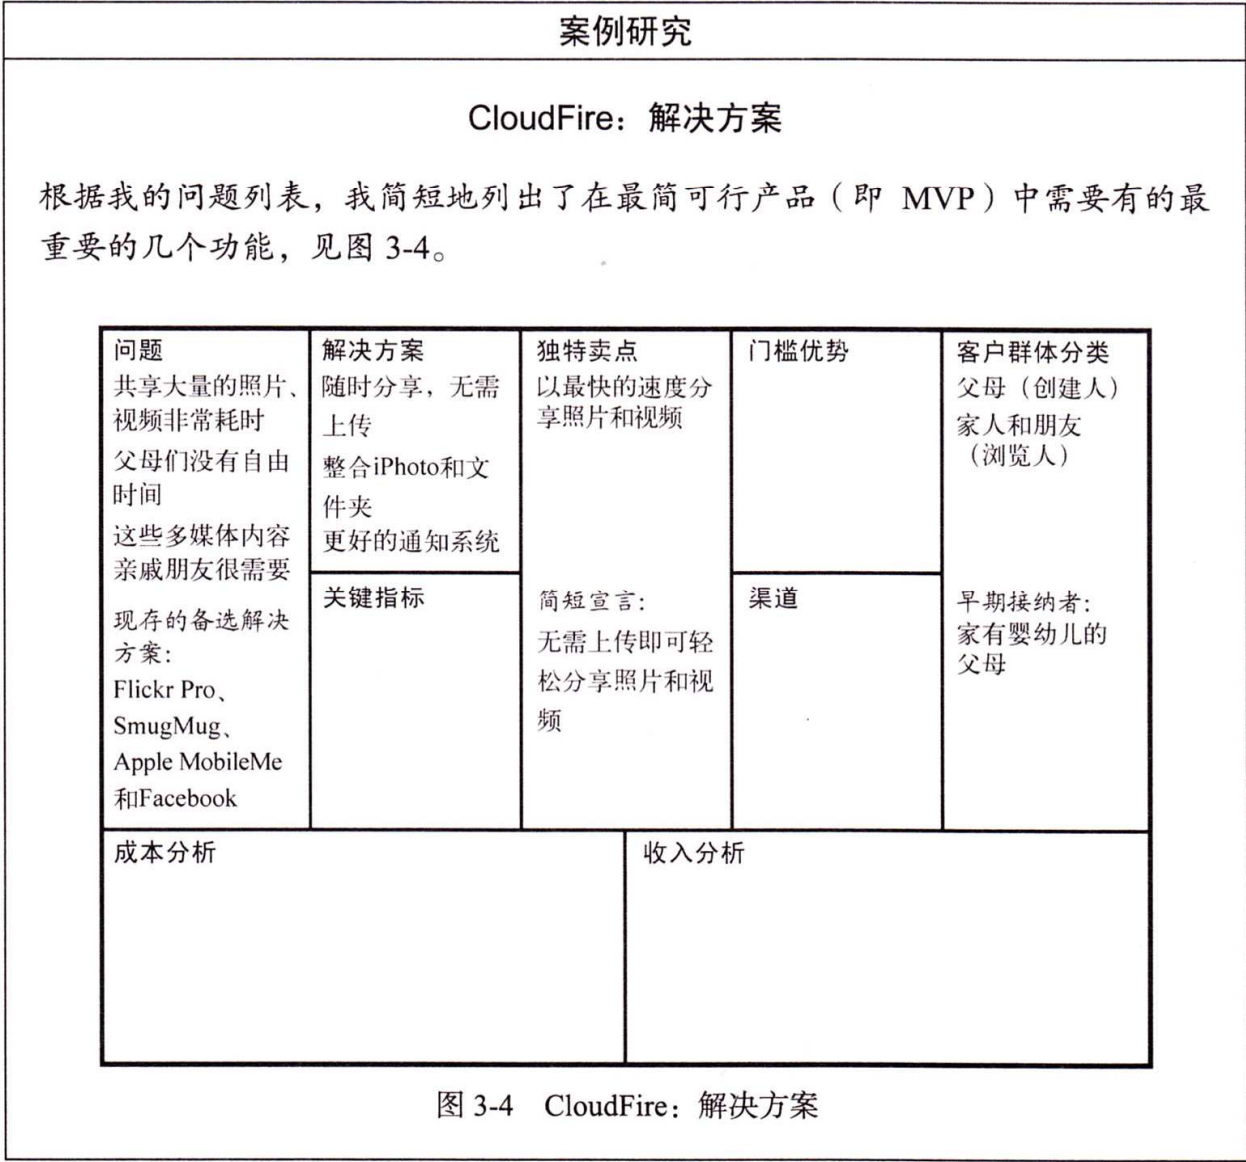 案例研究
CloudFire：解决方案
根据我的问题列表，我简短地列出了在最简可行产品（即 MVP）中需要有的最
重要的几个功能，见图 3-4。
问题
共享大量的照片、
视频非常耗时
父母们没有自由
时间
这些多媒体内容
亲戚朋友很需要
现存的备选解决
方案：
Flickr Pro、
SmugMug、
Apple MobileMe
和Facebook
解决方案
随时分享，无需
上传
整合iPhoto和文
件夹
更好的通知系统
关键指标
独特卖点
以最快的速度分
享照片和视频
简短宣言：
无需上传即可轻
松分享照片和视
频
门槛优势
渠道
客户群体分类
父母（创建人）
家人和朋友
（浏览人）
早期接纳者：
家有婴幼儿的
父母
成本分析
收入分析
图 3-4 CloudFire：解决方案